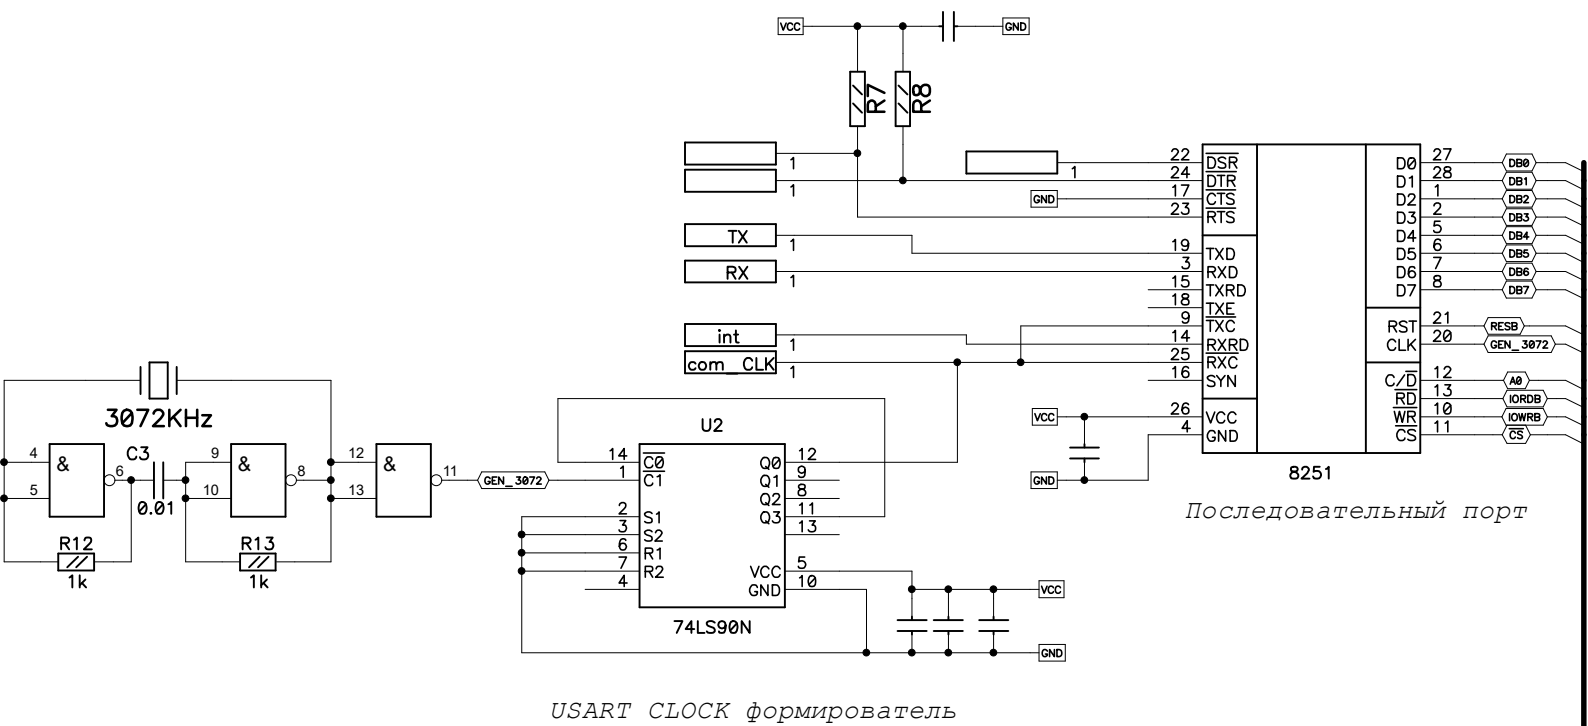 VCC
GND
R7
R8
1
1
1
GND
TX
1
RX
1
int
1
com_CLK
1
22 DSR
24 DTR
17 CTS
23 RTS
19 TXD
3 RXD
15 TXRD
18 TXE
9 TXC
14 RXRD
25 RXC
16 SYN
26 VCC
4 GND
D0 27 DB0
D1 28 DB1
D2 1 DB2
D3 2 DB3
D4 5 DB4
D5 6 DB5
D6 7 DB6
D7 8 DB7
RST 21 RESB
CLK 20 GEN_3072
C/D 12 A0
RD 13 IORDB
WR 10 IOWRB
CS 11 CS
VCC
GND
8251
Последовательный порт
3072KHz
4
5
&
6
C3
0.01
9
10
&
8
12
13
&
11
GEN_3072
R12
1k
R13
1k
U2
14 C0
1 C1
2 S1
3 S2
6 R1
7 R2
4
Q0 12
Q1 9
Q2 8
Q3 11
13
VCC 5
GND 10
74LS90N
VCC
GND
USART CLOCK формирователь